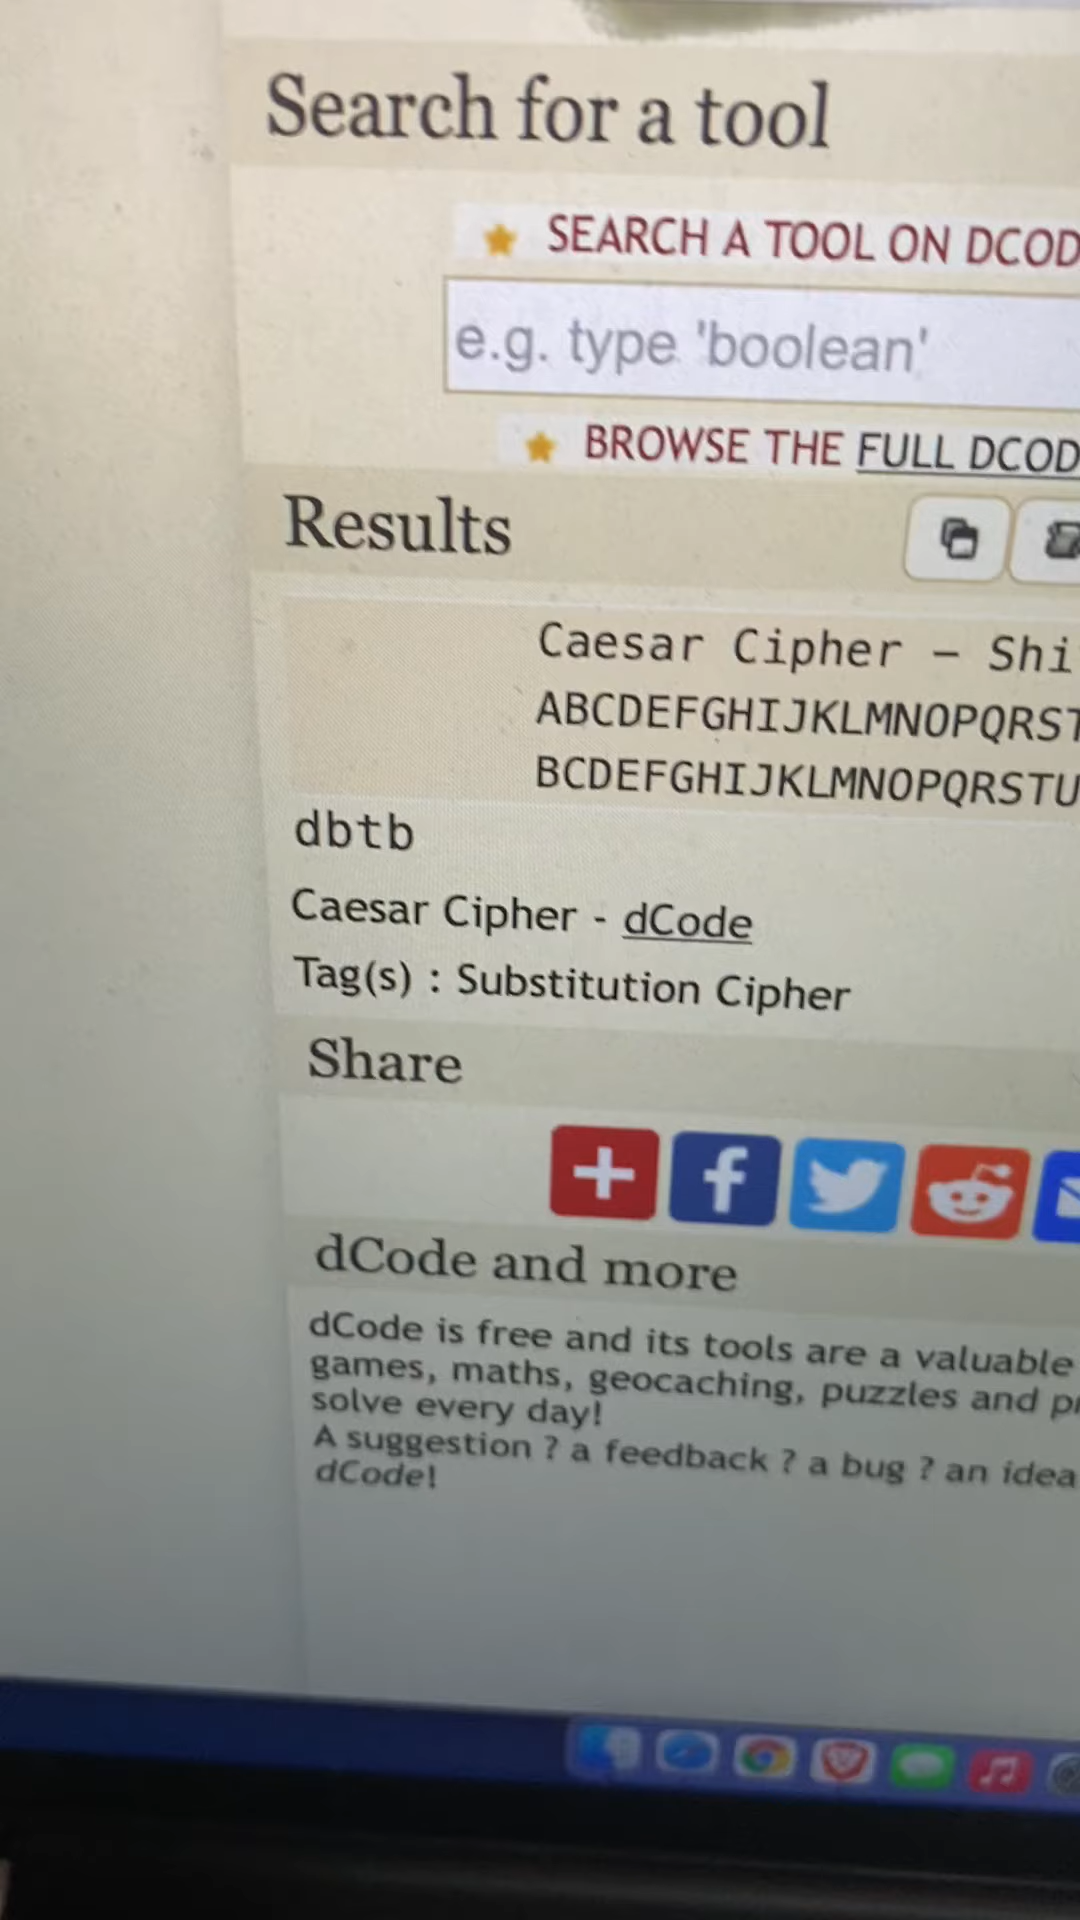 Search for a tool
SEARCH A TOOL ON DCOD
e.g. type 'boolean'
BROWSE THE FULL DCOD
Results
Caesar Cipher – Shi
ABCDEFGHIJKLMNOPQRST
BCDEFGHIJKLMNOPQRSTU
dbtb
Caesar Cipher - dCode
Tag(s) : Substitution Cipher
Share
dCode and more
dCode is free and its tools are a valuable
games, maths, geocaching, puzzles and pr
solve every day!
A suggestion ? a feedback ? a bug ? an idea
dCode!